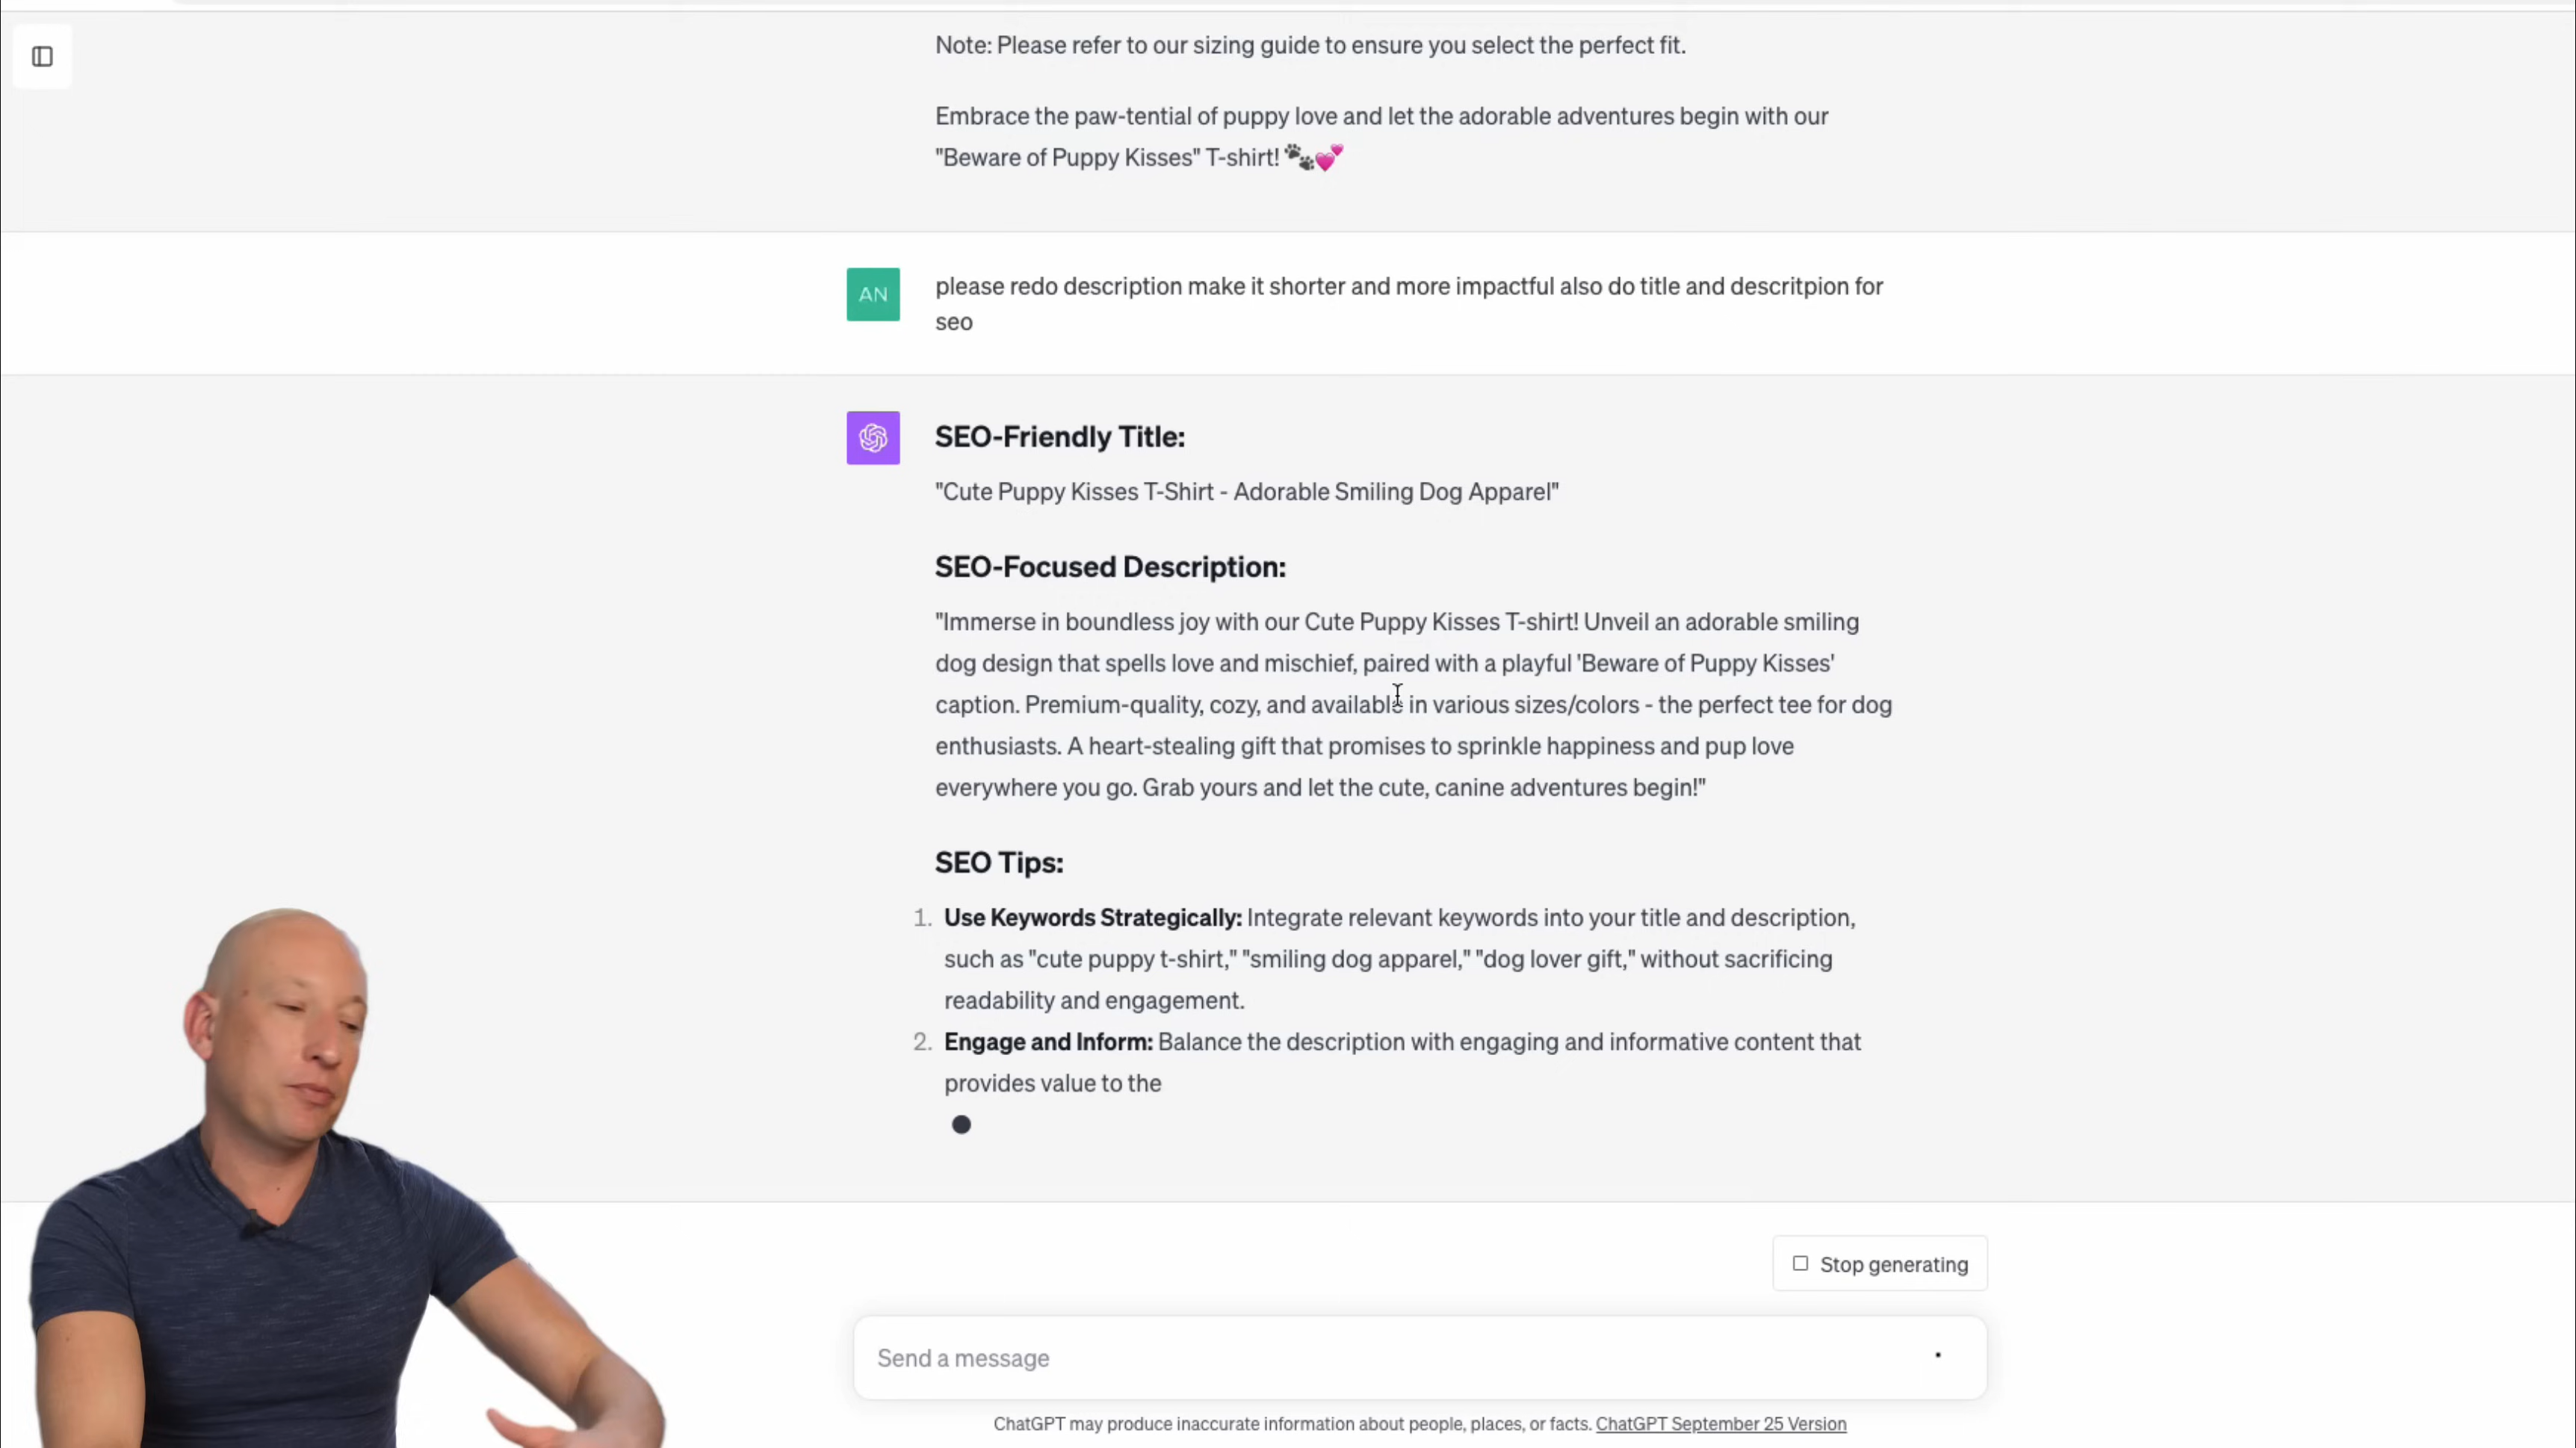 Note: Please refer to our sizing guide to ensure you select the perfect fit.
Embrace the paw-tential of puppy love and let the adorable adventures begin with our
"Beware of Puppy Kisses" T-shirt! 🐾💕
AN
please redo description make it shorter and more impactful also do title and descritpion for
seo
SEO-Friendly Title:
"Cute Puppy Kisses T-Shirt - Adorable Smiling Dog Apparel"
SEO-Focused Description:
"Immerse in boundless joy with our Cute Puppy Kisses T-shirt! Unveil an adorable smiling
dog design that spells love and mischief, paired with a playful 'Beware of Puppy Kisses'
caption. Premium-quality, cozy, and available in various sizes/colors - the perfect tee for dog
enthusiasts. A heart-stealing gift that promises to sprinkle happiness and pup love
everywhere you go. Grab yours and let the cute, canine adventures begin!"
SEO Tips:
1. Use Keywords Strategically: Integrate relevant keywords into your title and description,
such as "cute puppy t-shirt," "smiling dog apparel," "dog lover gift," without sacrificing
readability and engagement.
2. Engage and Inform: Balance the description with engaging and informative content that
provides value to the
Stop generating
Send a message
ChatGPT may produce inaccurate information about people, places, or facts. ChatGPT September 25 Version